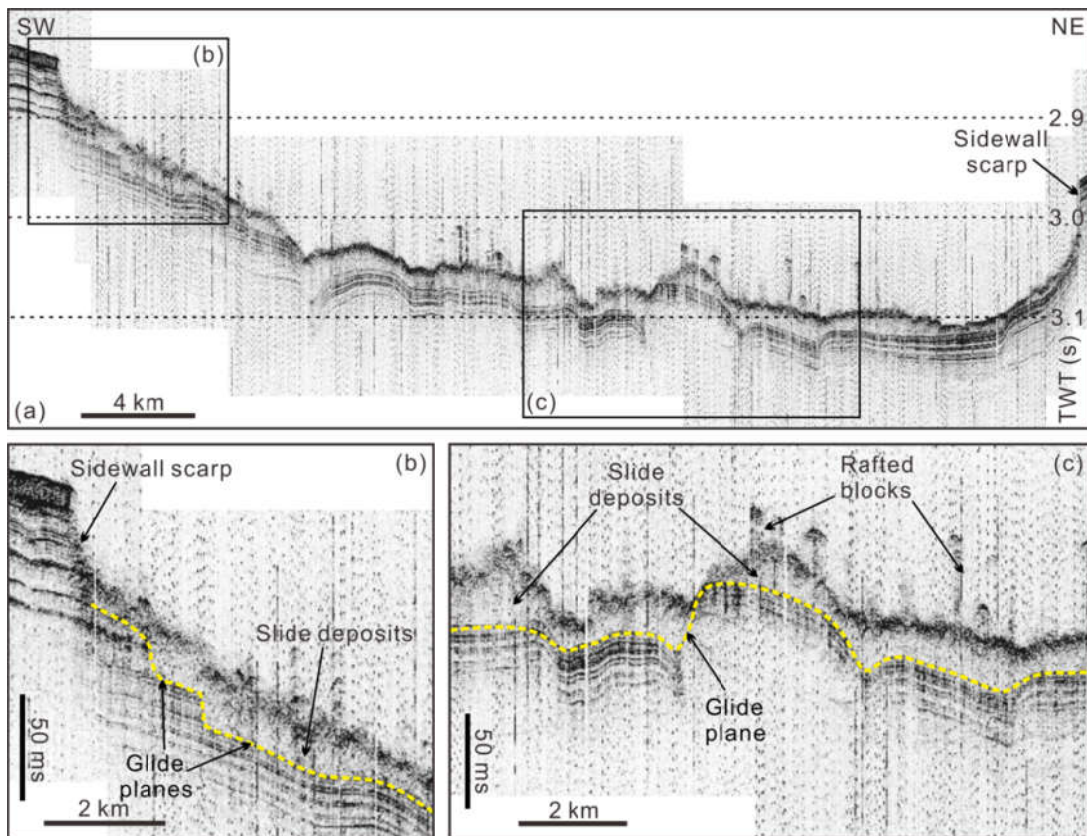 SW
NE
(b)
2.9
Sidewall
scarp
3.0
3.1
TWT (s)
(a)
4 km
(c)
Sidewall scarp
(b)
Slide deposits
Glide
planes
50 ms
2 km
Slide
deposits
Rafted
blocks
(c)
Glide
plane
50 ms
2 km